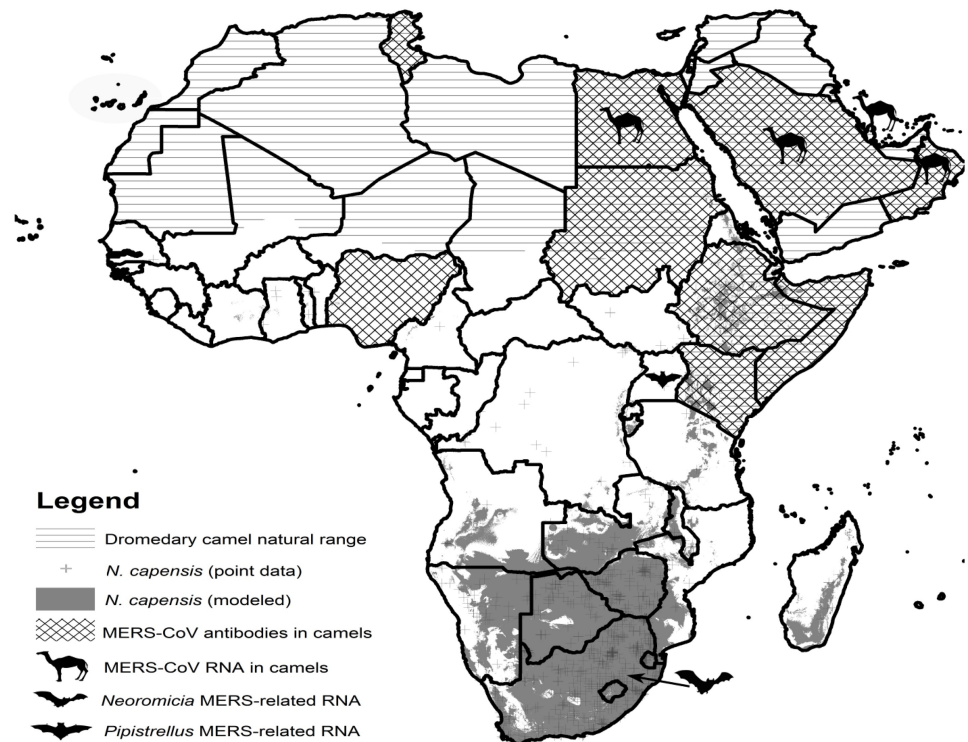 Legend
Dromedary camel natural range
N. capensis (point data)
N. capensis (modeled)
MERS-CoV antibodies in camels
MERS-CoV RNA in camels
Neoromicia MERS-related RNA
Pipistrellus MERS-related RNA